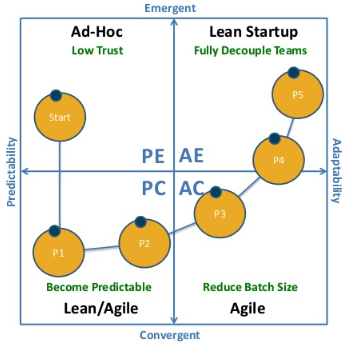 Emergent
Ad-Hoc
Low Trust
Lean Startup
Fully Decouple Teams
Predictability
Adaptability
Start
P5
P4
PE
AE
PC
AC
P3
P2
P1
Become Predictable
Lean/Agile
Reduce Batch Size
Agile
Convergent